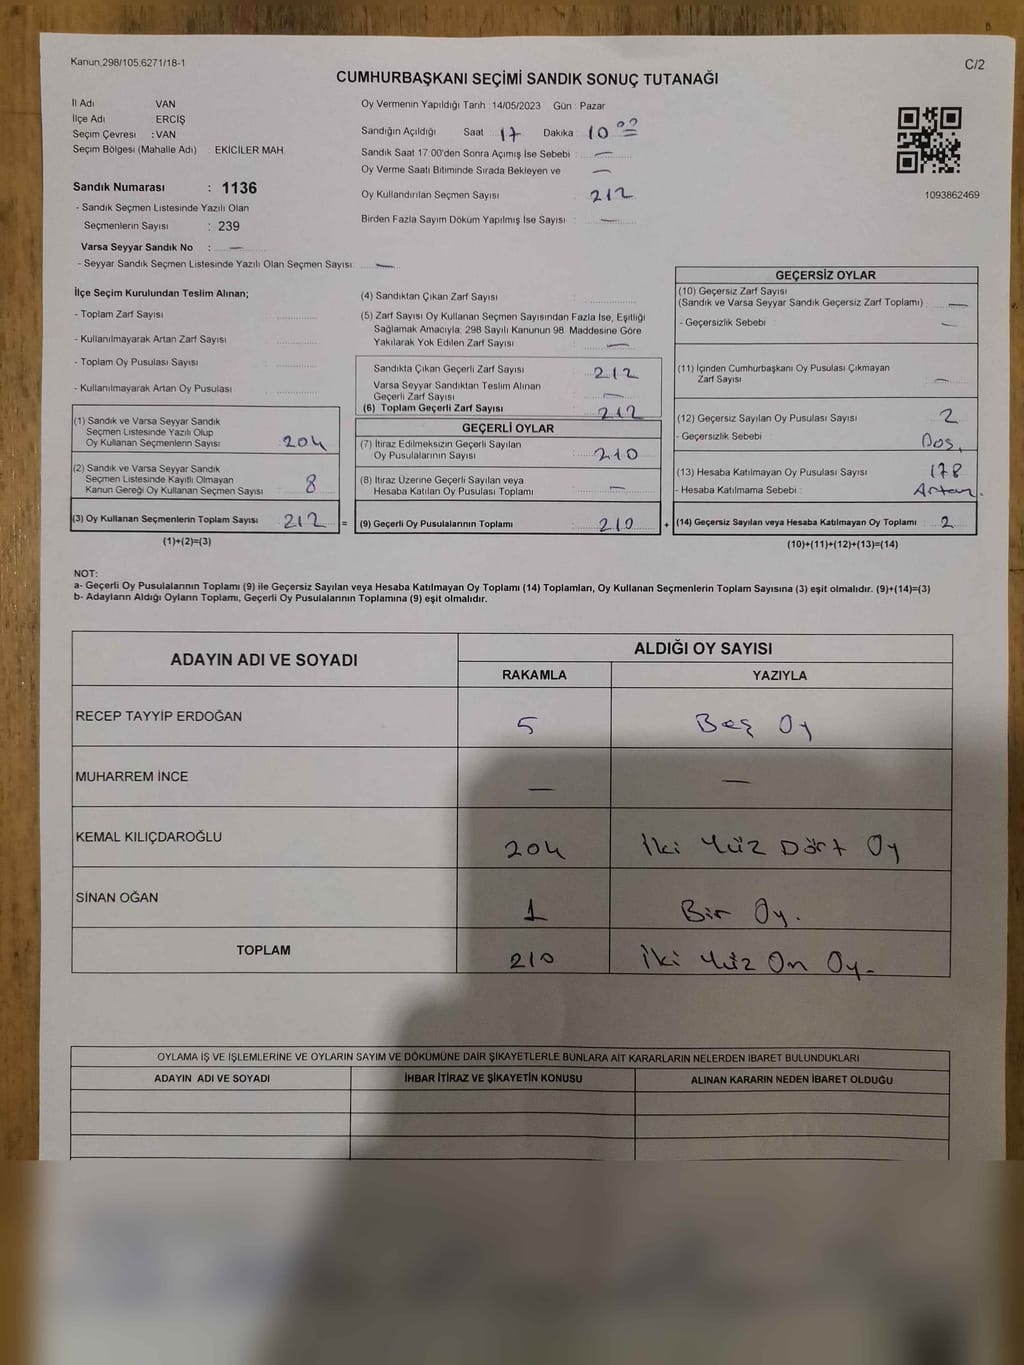 Kanun,298/105.6271/18-1
C/2
CUMHURBAŞKANI SEÇİMİ SANDIK SONUÇ TUTANAĞI
İl Adı VAN
İlçe Adı ERCİŞ
Seçim Çevresi : VAN
Seçim Bölgesi (Mahalle Adı) EKİCİLER MAH.
Sandık Numarası : 1136
- Sandık Seçmen Listesinde Yazılı Olan
Seçmenlerin Sayısı : 239
Varsa Seyyar Sandık No : —
- Seyyar Sandık Seçmen Listesinde Yazılı Olan Seçmen Sayısı: —
Oy Vermenin Yapıldığı Tarih :14/05/2023 Gün : Pazar
Sandığın Açıldığı Saat 17 Dakika 10
Sandık Saat 17:00'den Sonra Açımış İse Sebebi : —
Oy Verme Saati Bitiminde Sırada Bekleyen ve —
Oy Kullandırılan Seçmen Sayısı : 212
Birden Fazla Sayım Döküm Yapılmış İse Sayısı : —
1093862469
İlçe Seçim Kurulundan Teslim Alınan;
- Toplam Zarf Sayısı
- Kullanılmayarak Artan Zarf Sayısı
- Toplam Oy Pusulası Sayısı
- Kullanılmayarak Artan Oy Pusulası
(1) Sandık ve Varsa Seyyar Sandık
Seçmen Listesinde Yazılı Olup
Oy Kullanan Seçmenlerin Sayısı 204
(2) Sandık ve Varsa Seyyar Sandık
Seçmen Listesinde Kayıtlı Olmayan
Kanun Gereği Oy Kullanan Seçmen Sayısı 8
(3) Oy Kullanan Seçmenlerin Toplam Sayısı 212 =
(1)+(2)=(3)
(4) Sandıktan Çıkan Zarf Sayısı :
(5) Zarf Sayısı Oy Kullanan Seçmen Sayısından Fazla İse, Eşitliği
Sağlamak Amacıyla, 298 Sayılı Kanunun 98. Maddesine Göre
Yakılarak Yok Edilen Zarf Sayısı : —
Sandıkta Çıkan Geçerli Zarf Sayısı 212
Varsa Seyyar Sandıktan Teslim Alınan
Geçerli Zarf Sayısı : —
(6) Toplam Geçerli Zarf Sayısı : 212
GEÇERLİ OYLAR
(7) İtiraz Edilmeksizin Geçerli Sayılan
Oy Pusulalarının Sayısı : 210
(8) İtiraz Üzerine Geçerli Sayılan veya
Hesaba Katılan Oy Pusulası Toplamı : —
(9) Geçerli Oy Pusulalarının Toplamı : 210 +
GEÇERSİZ OYLAR
(10) Geçersiz Zarf Sayısı
(Sandık ve Varsa Seyyar Sandık Geçersiz Zarf Toplamı) : —
- Geçersizlik Sebebi : —
(11) İçinden Cumhurbaşkanı Oy Pusulası Çıkmayan
Zarf Sayısı : —
(12) Geçersiz Sayılan Oy Pusulası Sayısı : 2
- Geçersizlik Sebebi : Boş.
(13) Hesaba Katılmayan Oy Pusulası Sayısı : 178
- Hesaba Katılmama Sebebi : Artan.
(14) Geçersiz Sayılan veya Hesaba Katılmayan Oy Toplamı : 2
(10)+(11)+(12)+(13)=(14)
NOT:
a- Geçerli Oy Pusulalarının Toplamı (9) ile Geçersiz Sayılan veya Hesaba Katılmayan Oy Toplamı (14) Toplamları, Oy Kullanan Seçmenlerin Toplam Sayısına (3) eşit olmalıdır. (9)+(14)=(3)
b- Adayların Aldığı Oyların Toplamı, Geçerli Oy Pusulalarının Toplamına (9) eşit olmalıdır.
ADAYIN ADI VE SOYADI ALDIĞI OY SAYISI
RAKAMLA YAZIYLA
RECEP TAYYİP ERDOĞAN 5 Beş Oy
MUHARREM İNCE — —
KEMAL KILIÇDAROĞLU 204 İki Yüz Dört Oy
SİNAN OĞAN 1 Bir Oy.
TOPLAM 210 İki Yüz On Oy.
OYLAMA İŞ VE İŞLEMLERİNE VE OYLARIN SAYIM VE DÖKÜMÜNE DAİR ŞİKAYETLERLE BUNLARA AİT KARARLARIN NELERDEN İBARET BULUNDUKLARI
ADAYIN ADI VE SOYADI İHBAR İTİRAZ VE ŞİKAYETİN KONUSU ALINAN KARARIN NEDEN İBARET OLDUĞU